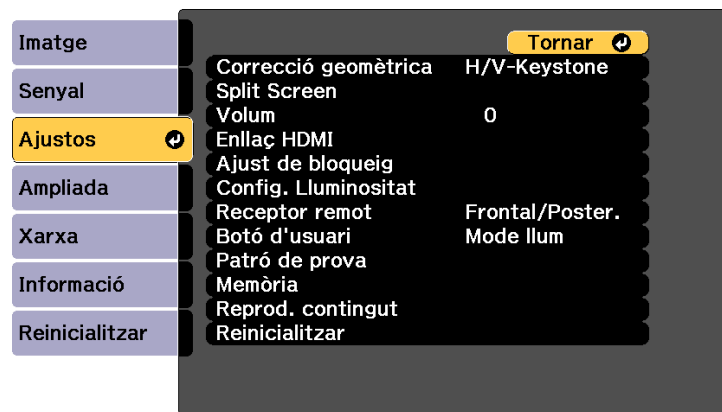 Imatge
Senyal
Ajustos
Ampliada
Xarxa
Informació
Reinicialitzar
Tornar
Correcció geomètrica H/V-Keystone
Split Screen
Volum 0
Enllaç HDMI
Ajust de bloqueig
Config. Lluminositat
Receptor remot Frontal/Poster.
Botó d'usuari Mode llum
Patró de prova
Memòria
Reprod. contingut
Reinicialitzar